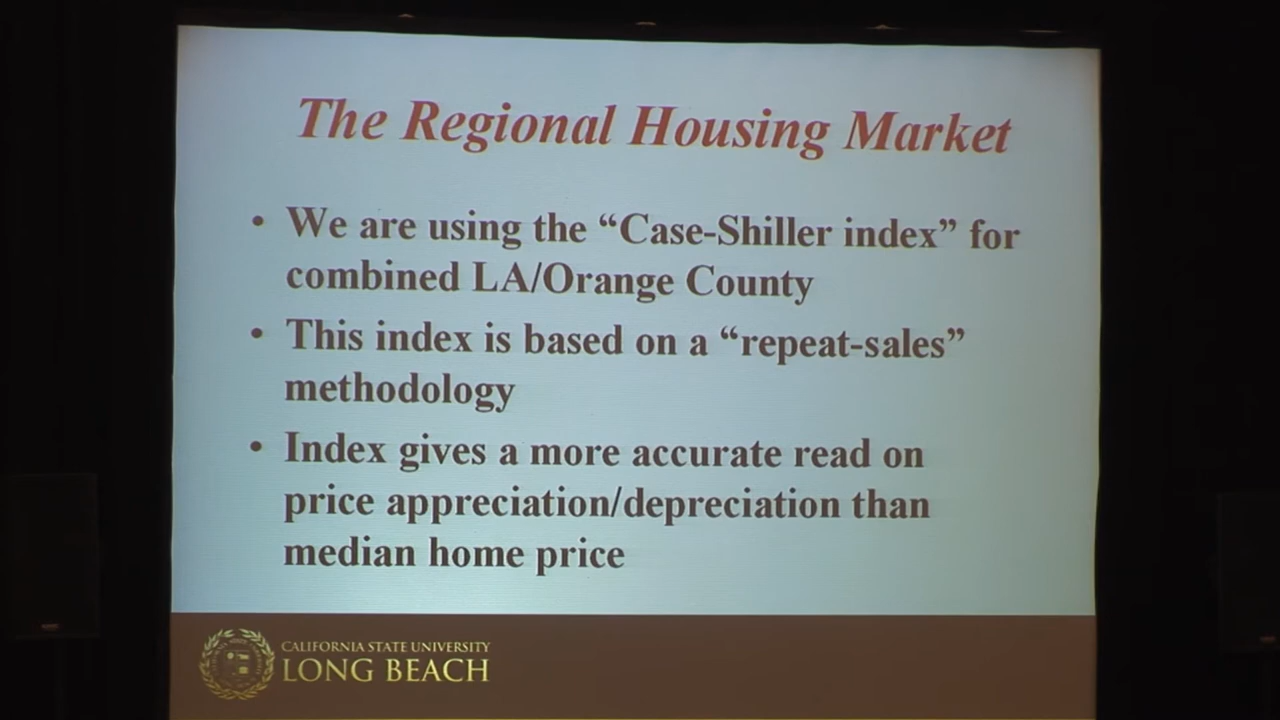 The Regional Housing Market
• We are using the “Case-Shiller index” for
combined LA/Orange County
• This index is based on a “repeat-sales”
methodology
• Index gives a more accurate read on
price appreciation/depreciation than
median home price
CALIFORNIA STATE UNIVERSITY
LONG BEACH